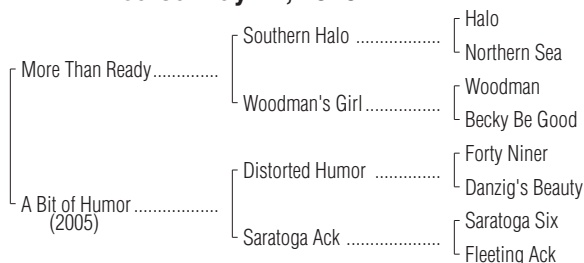 Halo
Southern Halo ..................
Northern Sea
More Than Ready ..............
Woodman
Woodman's Girl ................
Becky Be Good
Forty Niner
Distorted Humor ...............
Danzig's Beauty
A Bit of Humor ..................
(2005)
Saratoga Six
Saratoga Ack ....................
Fleeting Ack